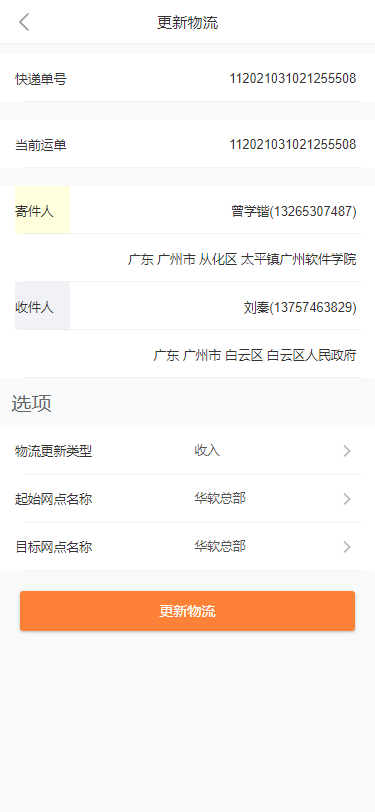 更新物流
快递单号 112021031021255508
当前运单 112021031021255508
寄件人 曾学锴(13265307487)
广东 广州市 从化区 太平镇广州软件学院
收件人 刘秦(13757463829)
广东 广州市 白云区 白云区人民政府
选项
物流更新类型 收入
起始网点名称 华软总部
目标网点名称 华软总部
更新物流